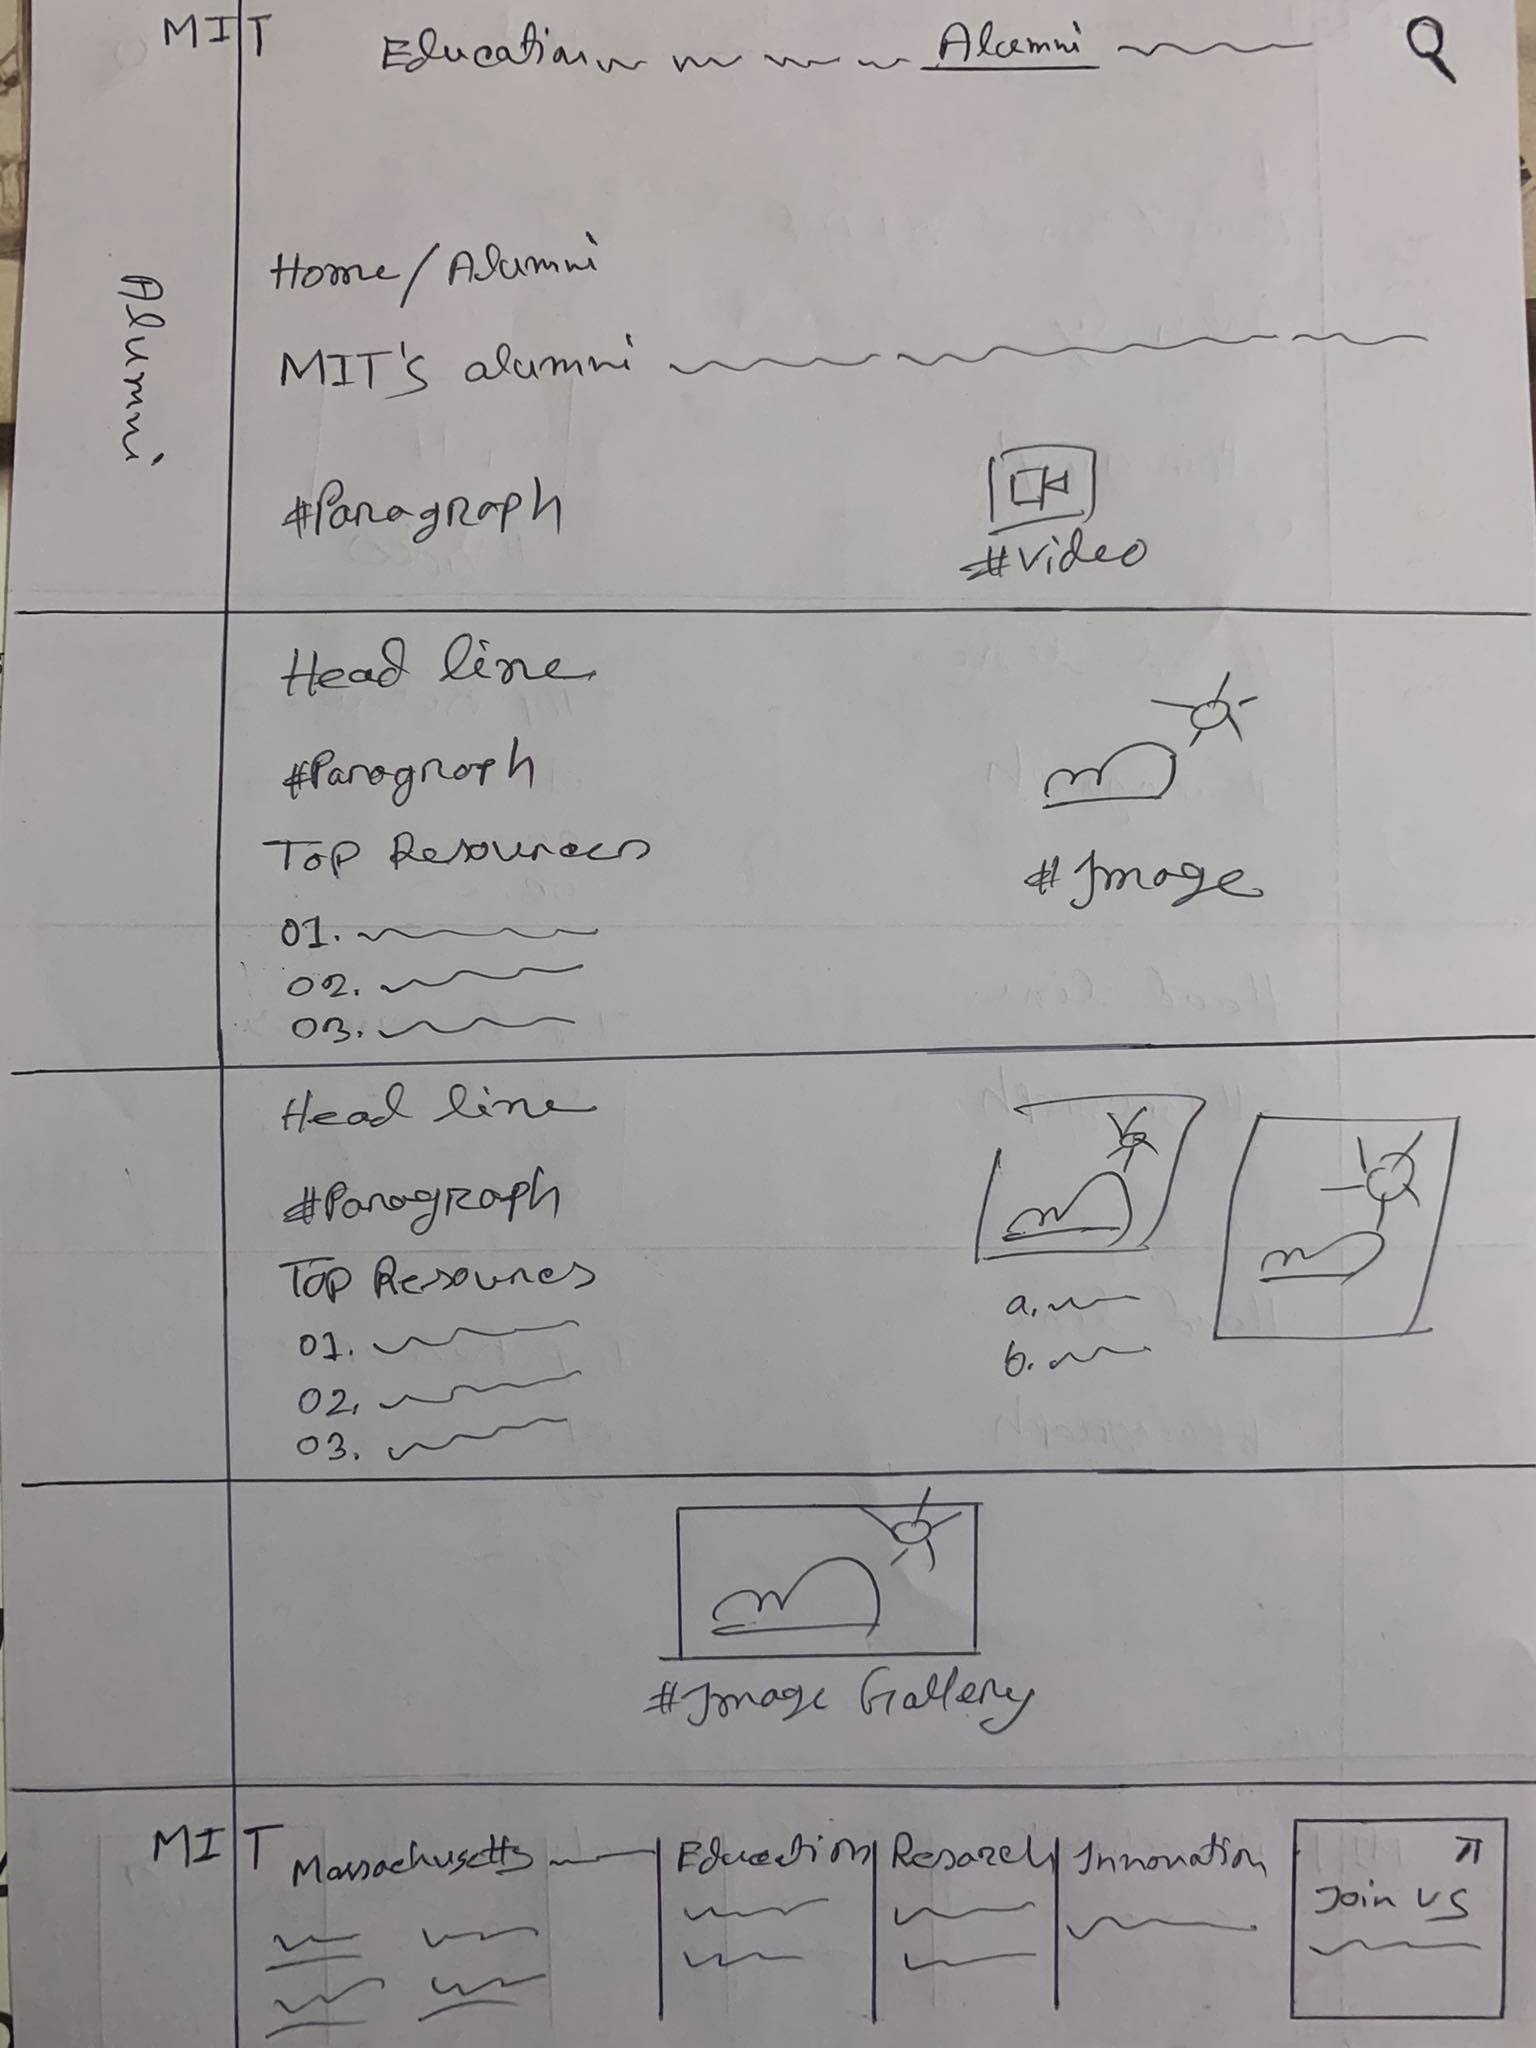 MIT Education Alumni
Alumni
Home/Alumni
MIT's alumni
#Paragraph
#Video
Head line
#Paragraph
Top Resources
#Image
01.
02.
03.
Head line
#Paragraph
Top Resources
01.
02.
03.
a.
b.
#Image Gallery
MIT Massachusetts Education Research Innovation
Join US